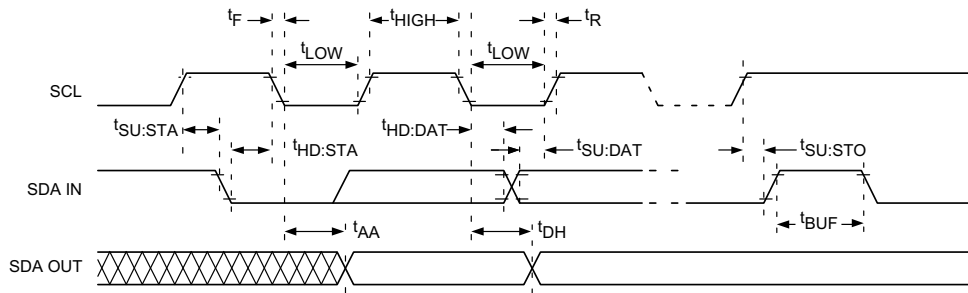 tF tHIGH tR
tLOW tLOW
SCL
tSU:STA tHD:DAT
tHD:STA tSU:DAT tSU:STO
SDA IN
tAA tDH tBUF
SDA OUT